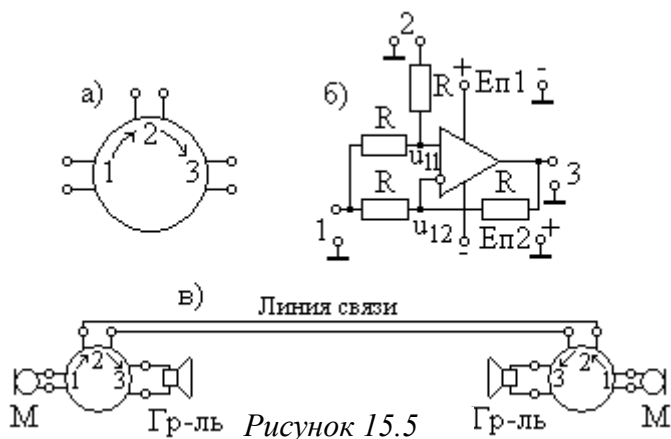 а)
1
2
3
б)
2
R
+
Еп1
-
R
u11
R
u12
1
R
3
Еп2
+
-
в)
Линия связи
М
1
2
3
Гр-ль
Гр-ль
3
2
1
М
Рисунок 15.5